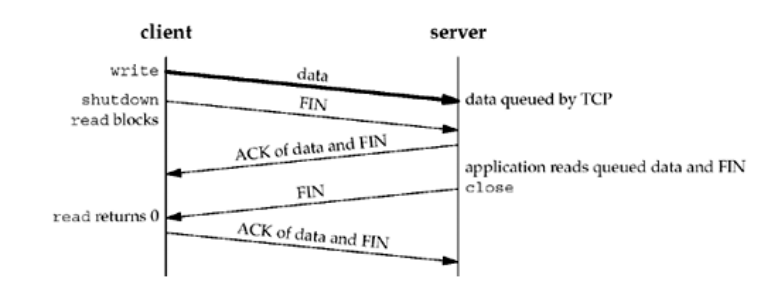 client
server
write
data
data queued by TCP
shutdown
FIN
read blocks
ACK of data and FIN
application reads queued data and FIN
FIN
close
read returns 0
ACK of data and FIN